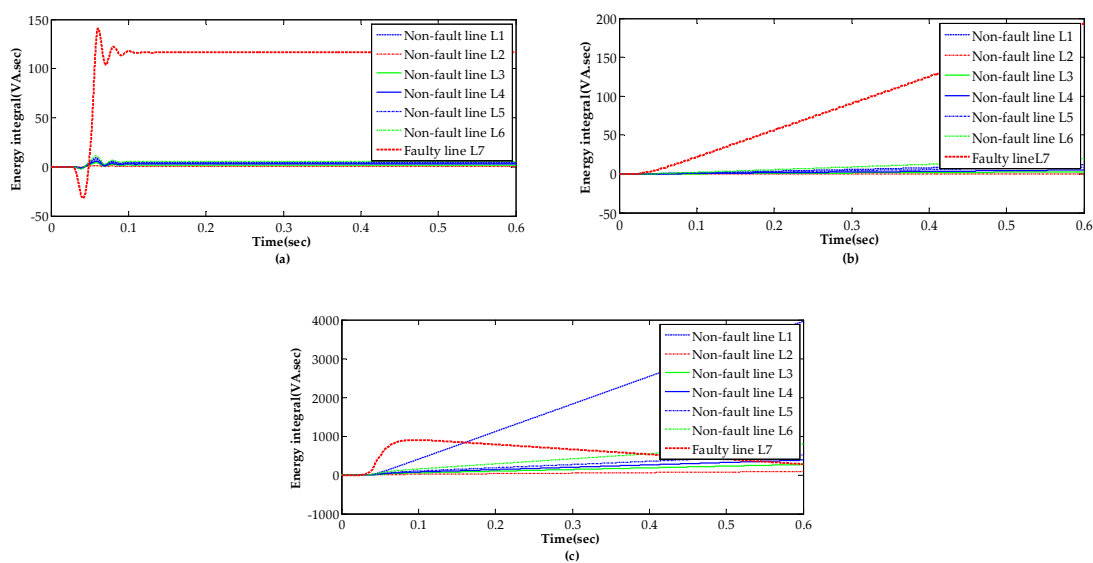 150
100
50
0
-50
Energy integral(VA.sec)
0
0.1
0.2
0.3
0.4
0.5
0.6
Time(sec)
(a)
Non-fault line L1
Non-fault line L2
Non-fault line L3
Non-fault line L4
Non-fault line L5
Non-fault line L6
Faulty line L7
200
150
100
50
0
-50
Energy integral(VA.sec)
0
0.1
0.2
0.3
0.4
0.5
0.6
Time(sec)
(b)
Non-fault line L1
Non-fault line L2
Non-fault line L3
Non-fault line L4
Non-fault line L5
Non-fault line L6
Faulty lineL7
4000
3000
2000
1000
0
-1000
Energy integral(VA.sec)
0
0.1
0.2
0.3
0.4
0.5
0.6
Time(sec)
(c)
Non-fault line L1
Non-fault line L2
Non-fault line L3
Non-fault line L4
Non-fault line L5
Non-fault line L6
Faulty line L7